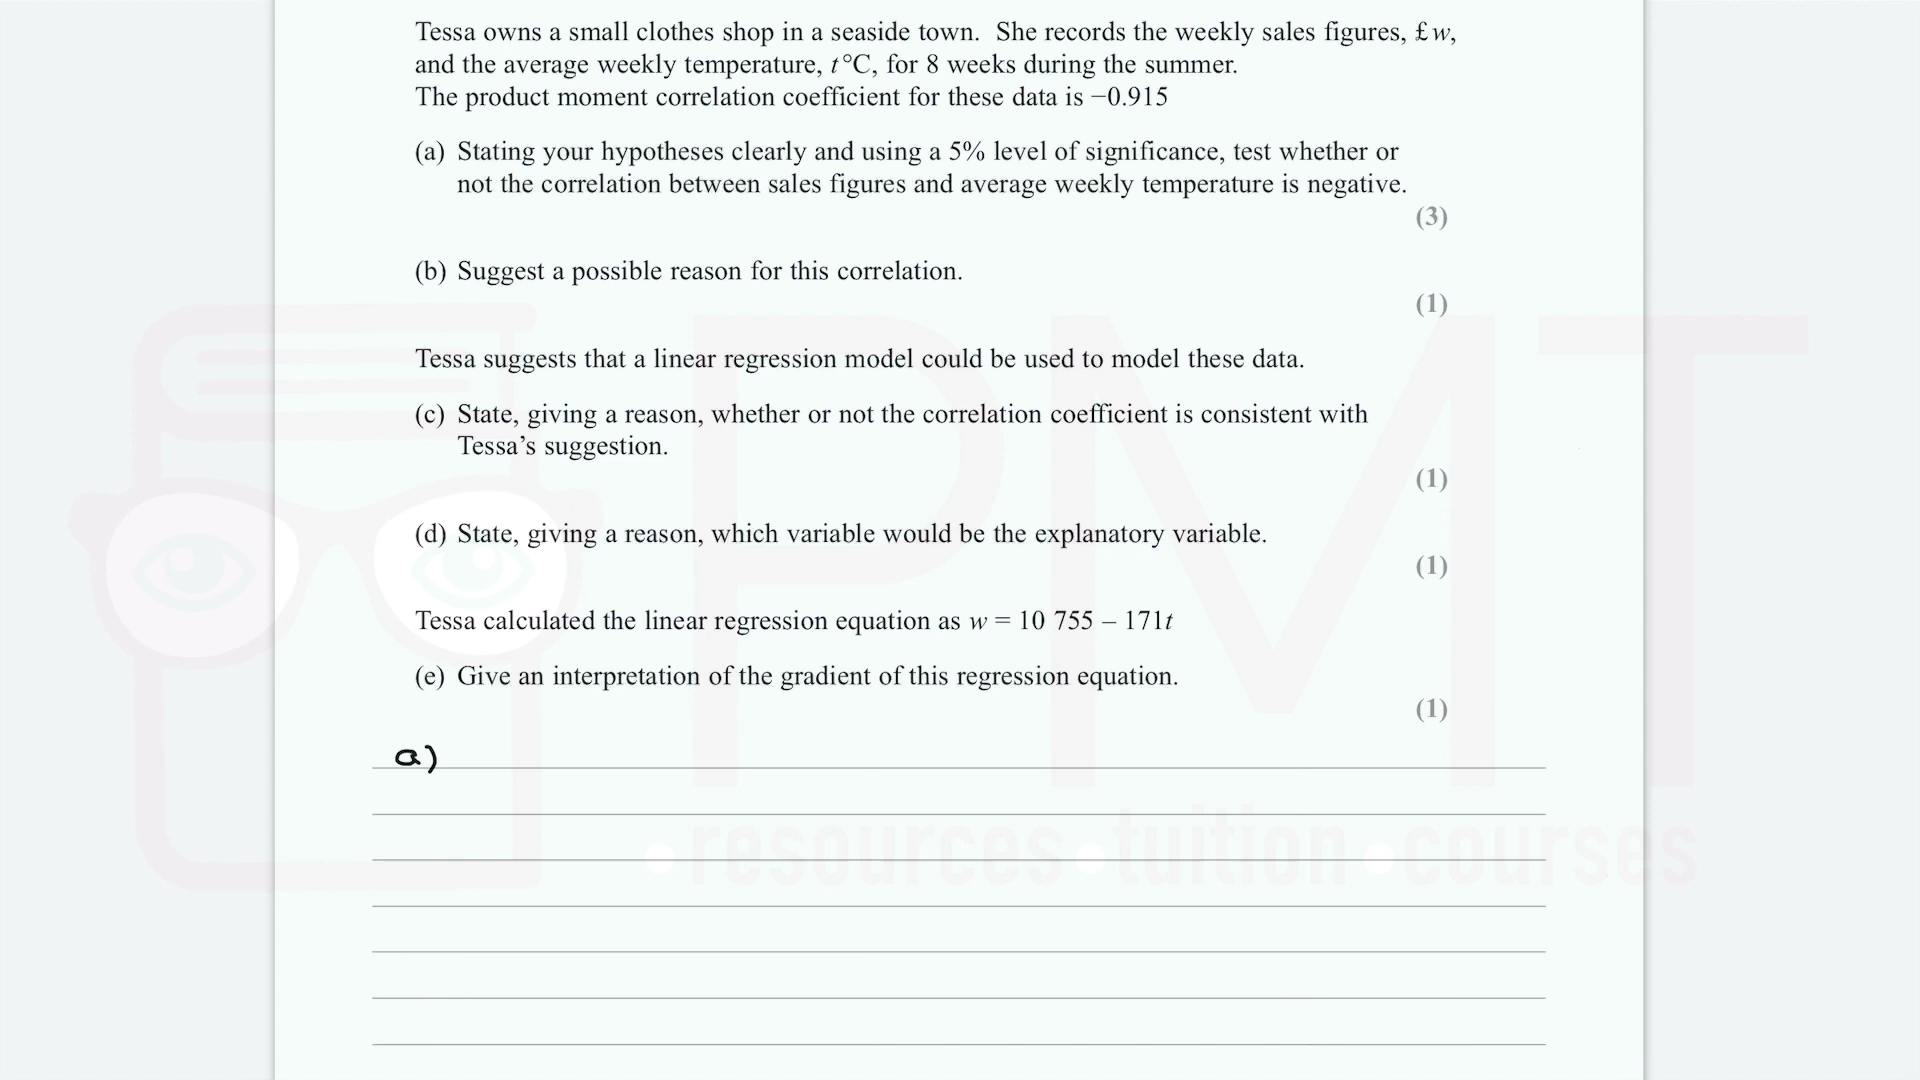 Tessa owns a small clothes shop in a seaside town. She records the weekly sales figures, £w,
and the average weekly temperature, t°C, for 8 weeks during the summer.
The product moment correlation coefficient for these data is −0.915
(a) Stating your hypotheses clearly and using a 5% level of significance, test whether or
not the correlation between sales figures and average weekly temperature is negative.
(3)
(b) Suggest a possible reason for this correlation.
(1)
Tessa suggests that a linear regression model could be used to model these data.
(c) State, giving a reason, whether or not the correlation coefficient is consistent with
Tessa’s suggestion.
(1)
(d) State, giving a reason, which variable would be the explanatory variable.
(1)
Tessa calculated the linear regression equation as w = 10 755 – 171t
(e) Give an interpretation of the gradient of this regression equation.
(1)
a)
PMT
• resources • tuition • courses